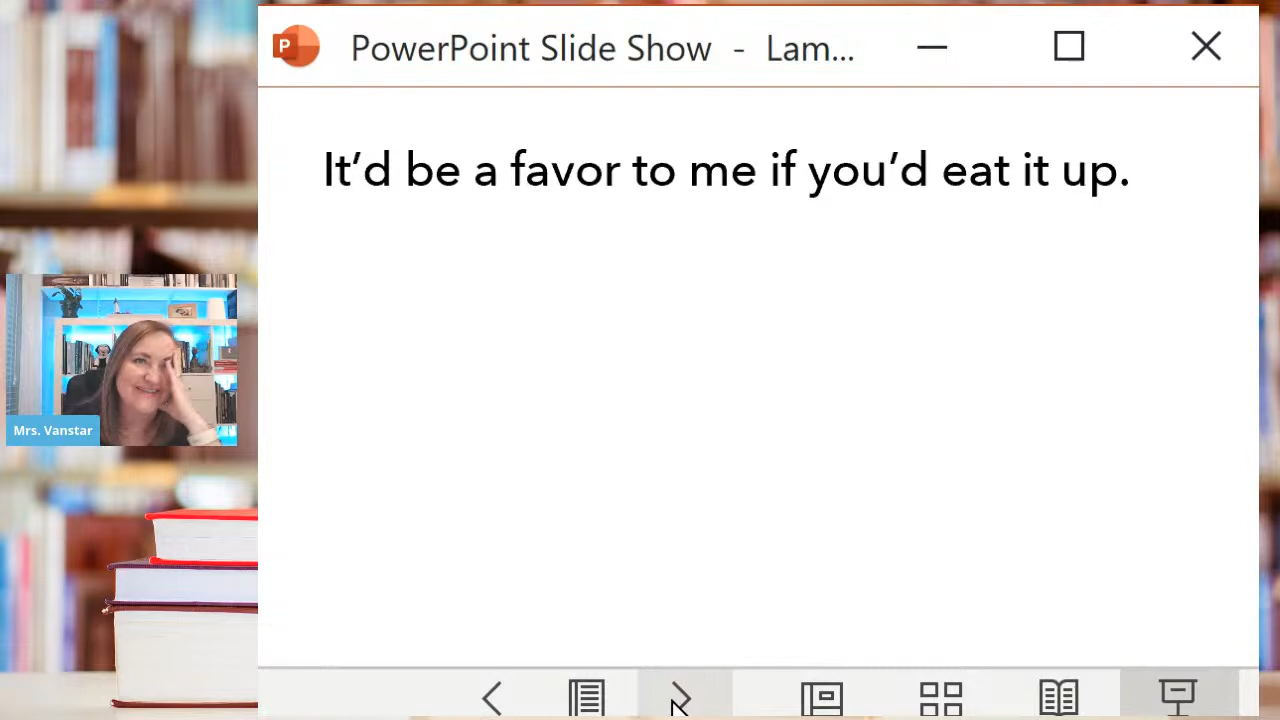 P PowerPoint Slide Show - Lam...
It’d be a favor to me if you’d eat it up.
Mrs. Vanstar